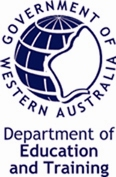 GOVERNMENT OF
WESTERN AUSTRALIA
Department of
Education
and Training